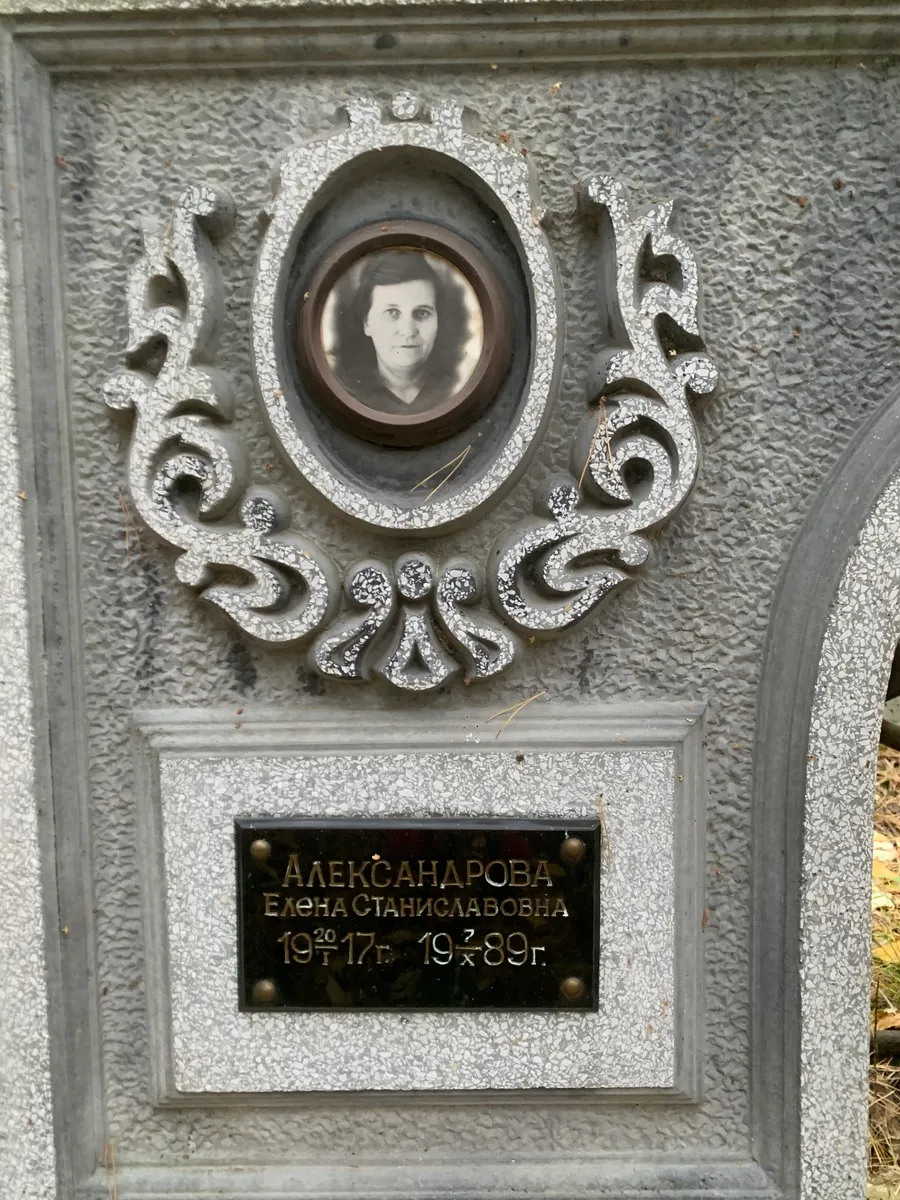 Александрова
Елена Станиславовна
19 20/I 17г. 19 7/X 89г.